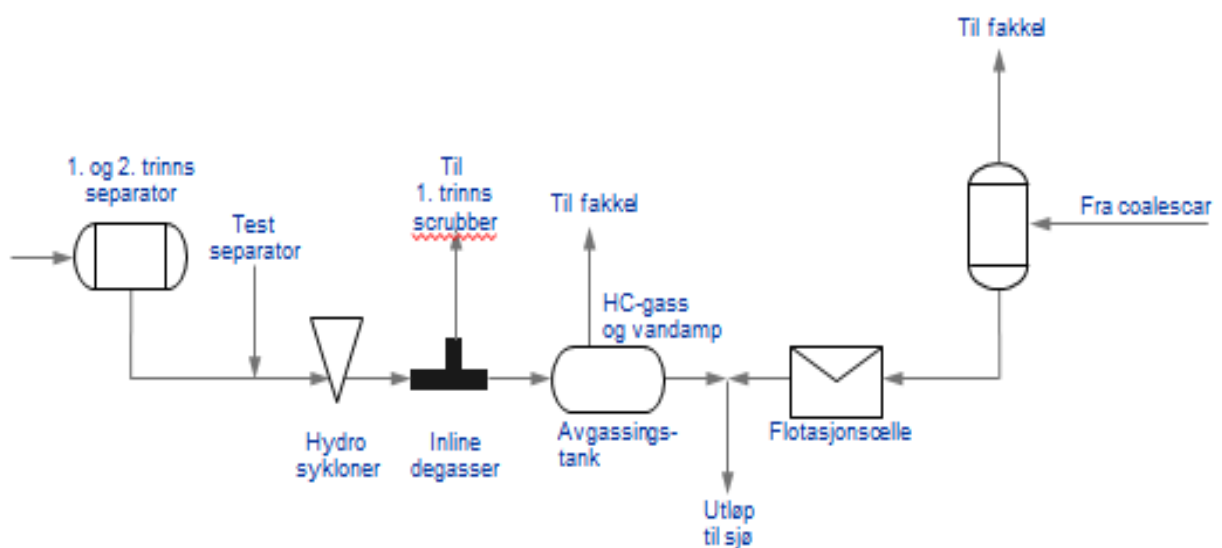 Til fakkel
1. og 2. trinns
separator
Test
separator
Til
1. trinns
scrubber
Til fakkel
Fra coalescar
HC-gass
og vandamp
Hydro
sykloner
Inline
degasser
Avgassings-
tank
Flotasjonscelle
Utløp
til sjø